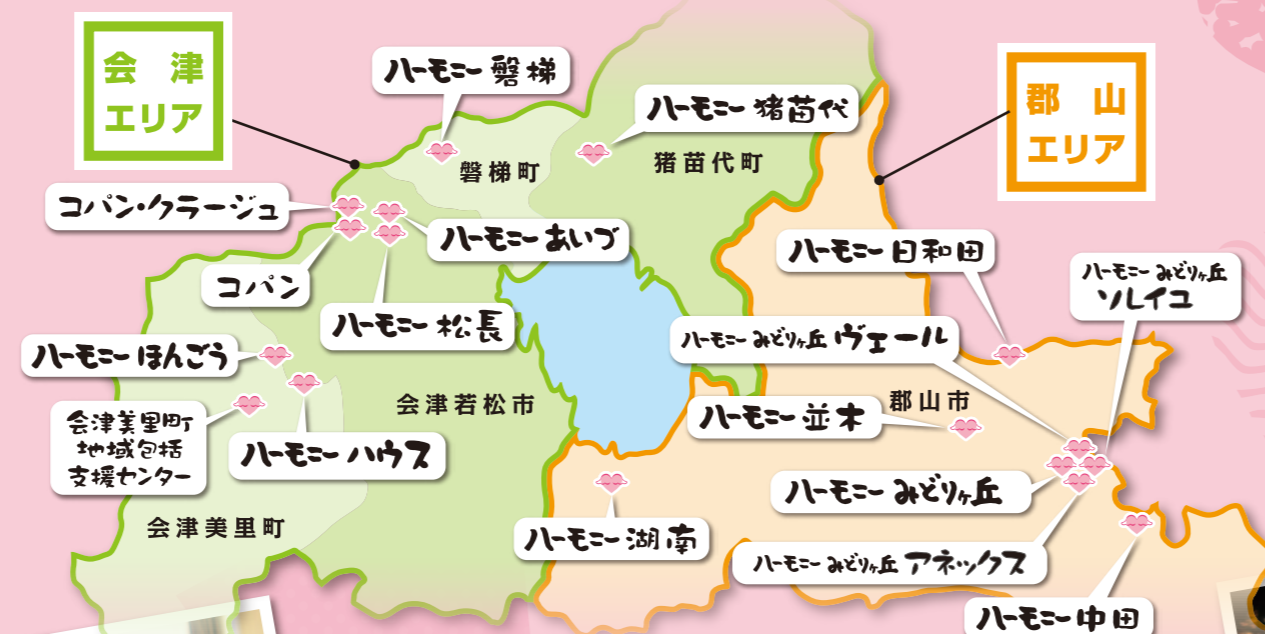 会津
エリア
ハーモニー磐梯
ハーモニー猪苗代
郡山
エリア
磐梯町
猪苗代町
コパン・クラージュ
ハーモニーあいづ
コパン
ハーモニー松長
ハーモニー日和田
ハーモニーみどりヶ丘
ソレイユ
ハーモニーみどりヶ丘ヴェール
ハーモニーほんごう
会津若松市
郡山市
ハーモニー並木
会津美里町
地域包括
支援センター
ハーモニーハウス
ハーモニーみどりヶ丘
会津美里町
ハーモニー湖南
ハーモニーみどりヶ丘アネックス
ハーモニー中田